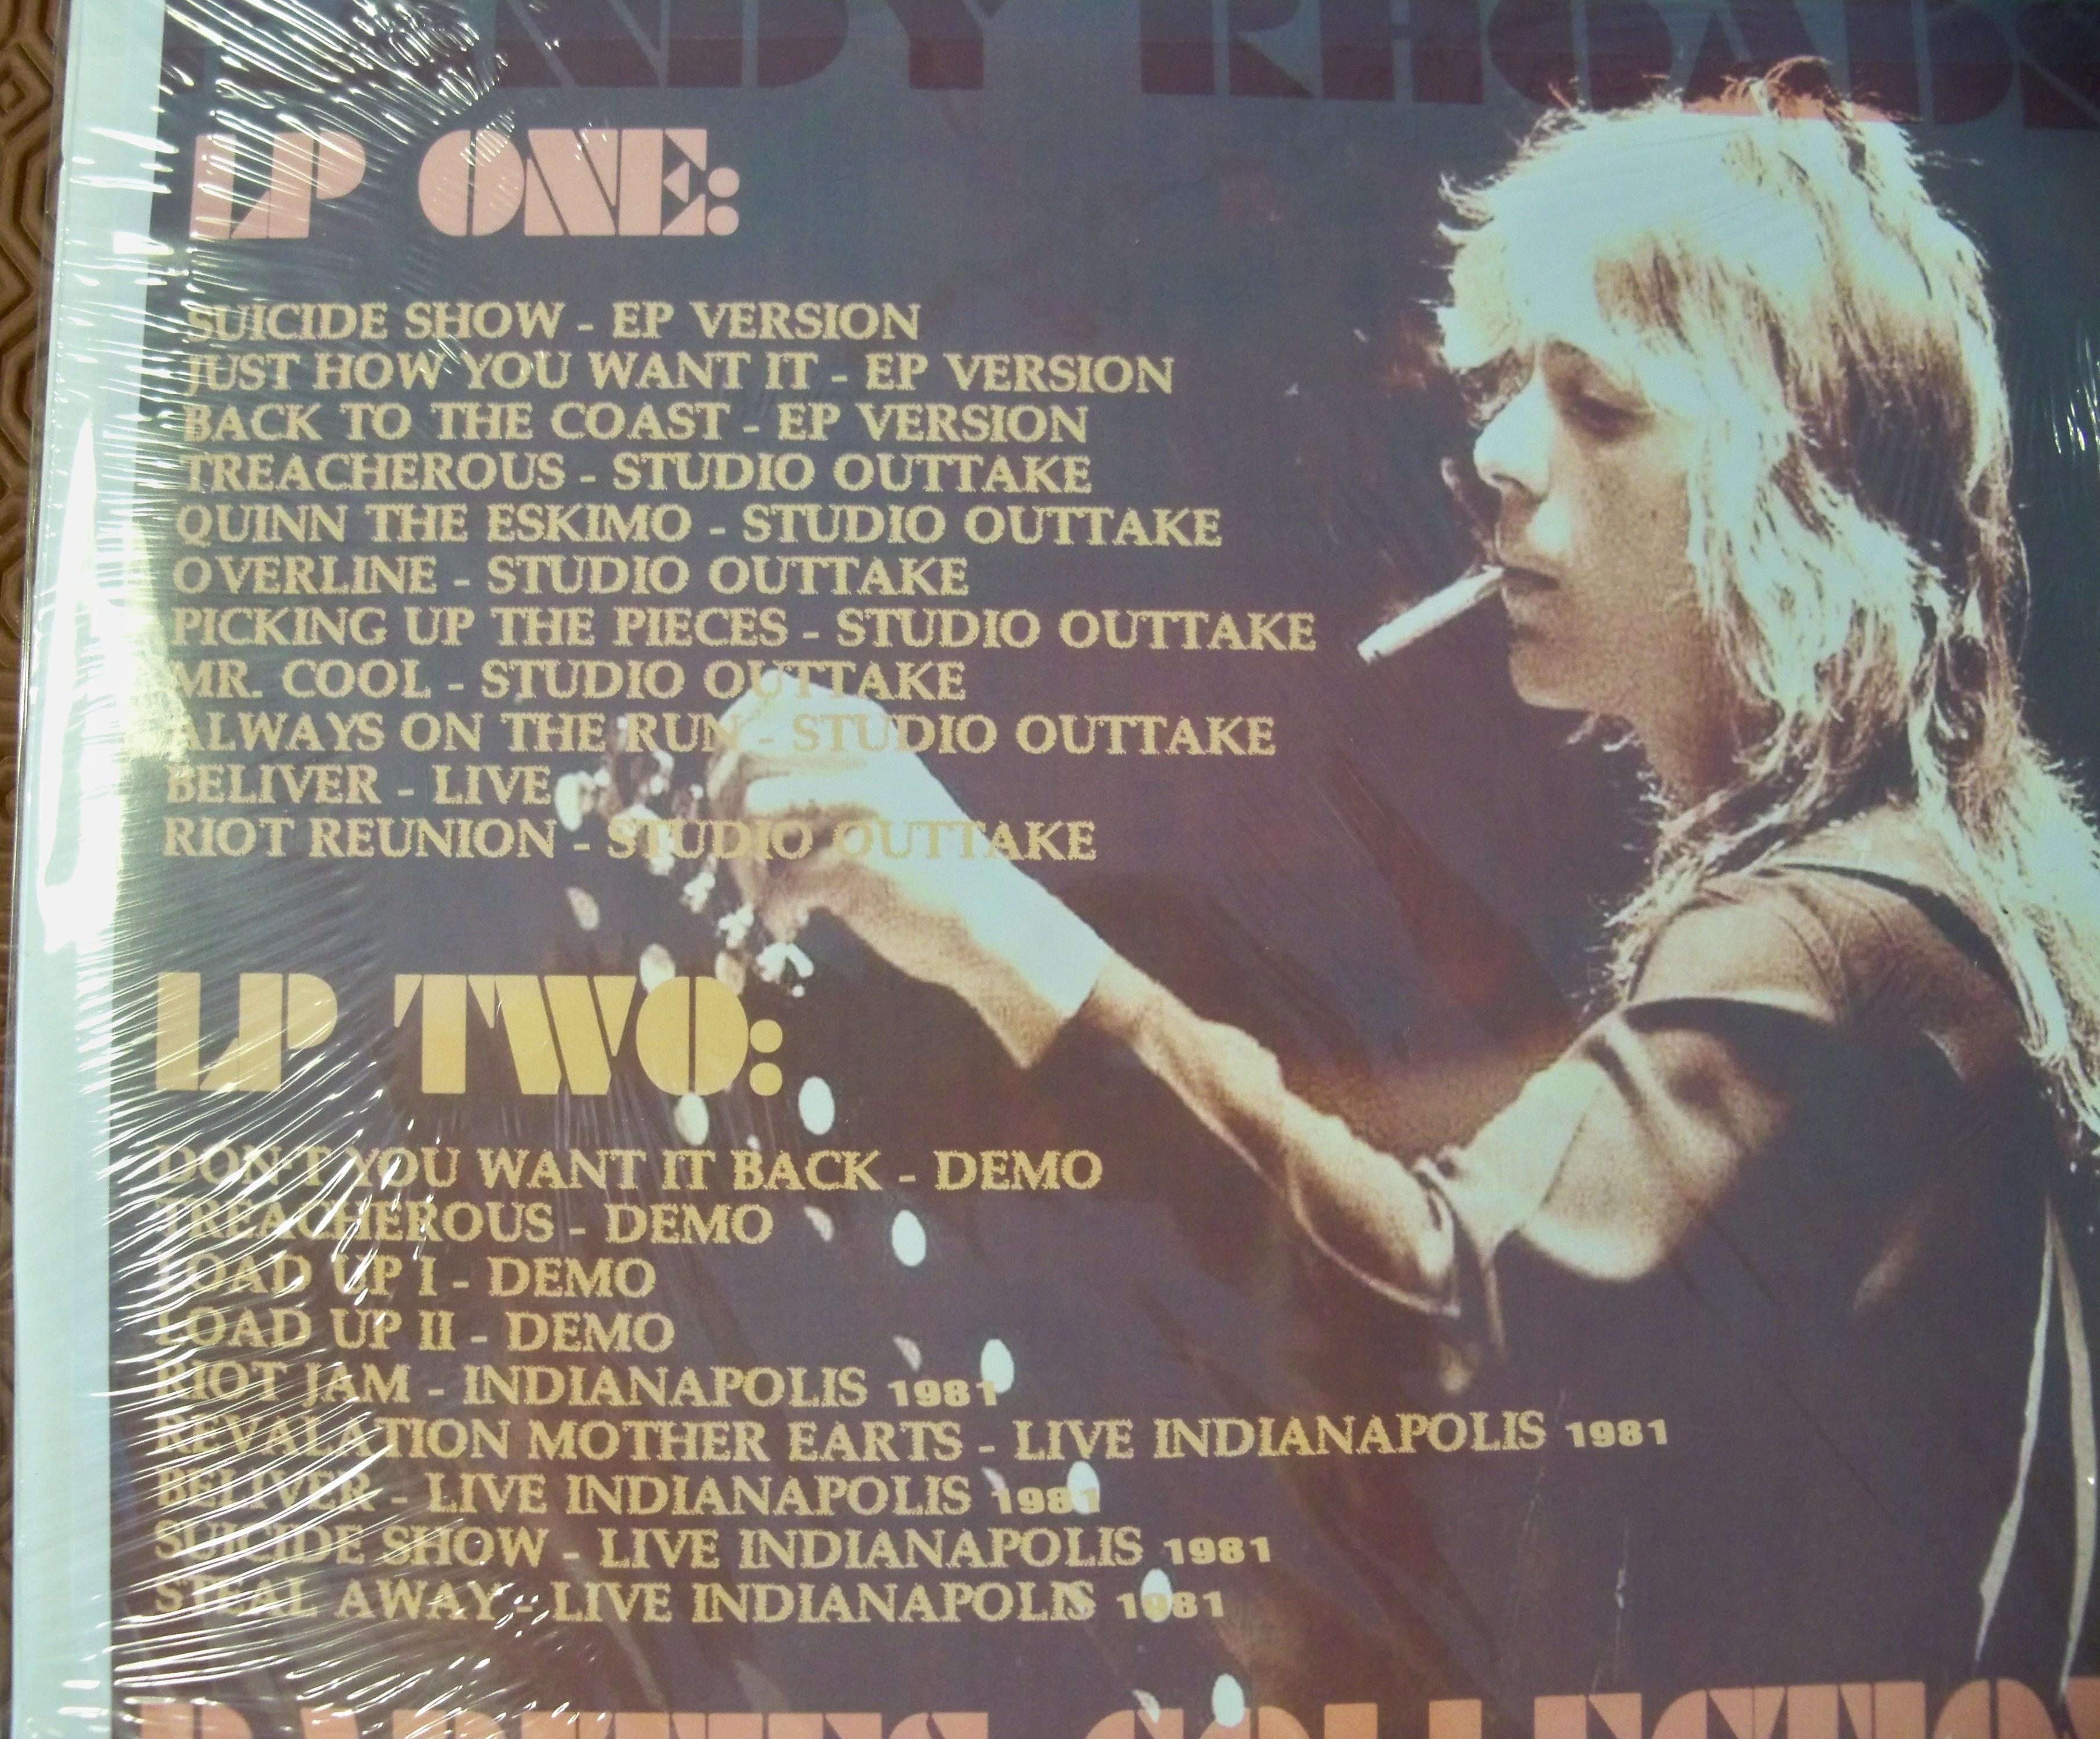 RANDY RHOADS
LP ONE:
SUICIDE SHOW - EP VERSION
JUST HOW YOU WANT IT - EP VERSION
BACK TO THE COAST - EP VERSION
TREACHEROUS - STUDIO OUTTAKE
QUINN THE ESKIMO - STUDIO OUTTAKE
OVERLINE - STUDIO OUTTAKE
PICKING UP THE PIECES - STUDIO OUTTAKE
MR. COOL - STUDIO OUTTAKE
ALWAYS ON THE RUN - STUDIO OUTTAKE
BELIVER - LIVE
RIOT REUNION - STUDIO OUTTAKE
LP TWO:
DON'T YOU WANT IT BACK - DEMO
TREACHEROUS - DEMO
LOAD UP I - DEMO
LOAD UP II - DEMO
RIOT JAM - INDIANAPOLIS 1981
REVALATION MOTHER EARTS - LIVE INDIANAPOLIS 1981
BELIVER - LIVE INDIANAPOLIS 1981
SUICIDE SHOW - LIVE INDIANAPOLIS 1981
STEAL AWAY - LIVE INDIANAPOLIS 1981
RARITIES COLLECTION